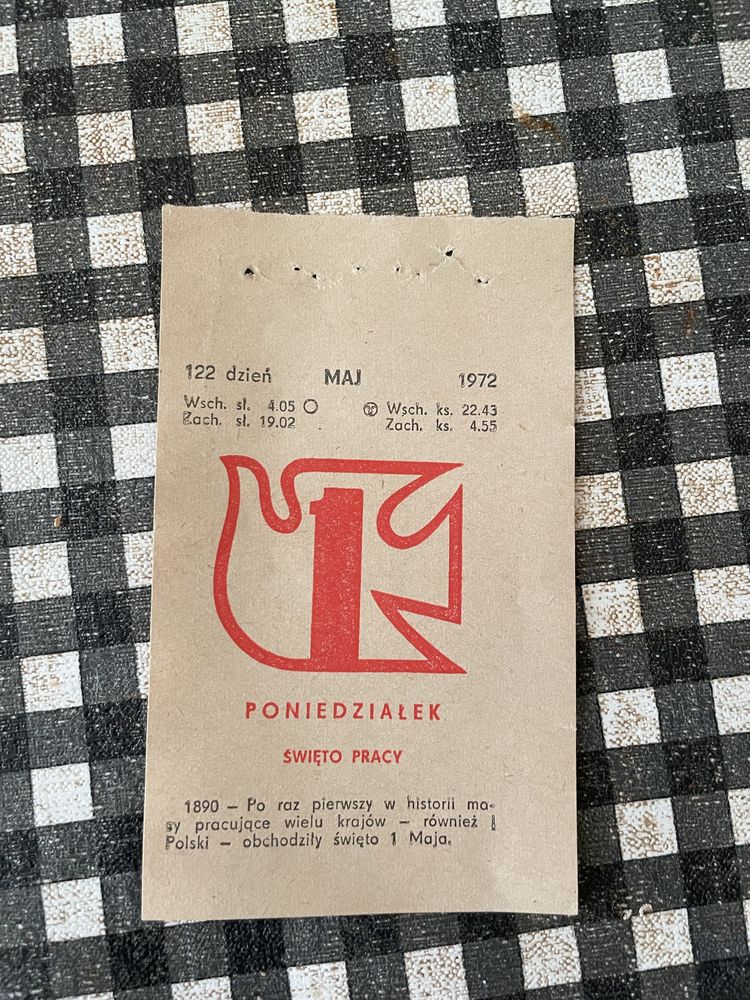 122 dzień MAJ 1972
Wsch. sł. 4.05 Wsch. ks. 22.43
Zach. sł. 19.02 Zach. ks. 4.55
1
PONIEDZIAŁEK
ŚWIĘTO PRACY
1890 – Po raz pierwszy w historii ma-
sy pracujące wielu krajów – również i
Polski – obchodziły święto 1 Maja.